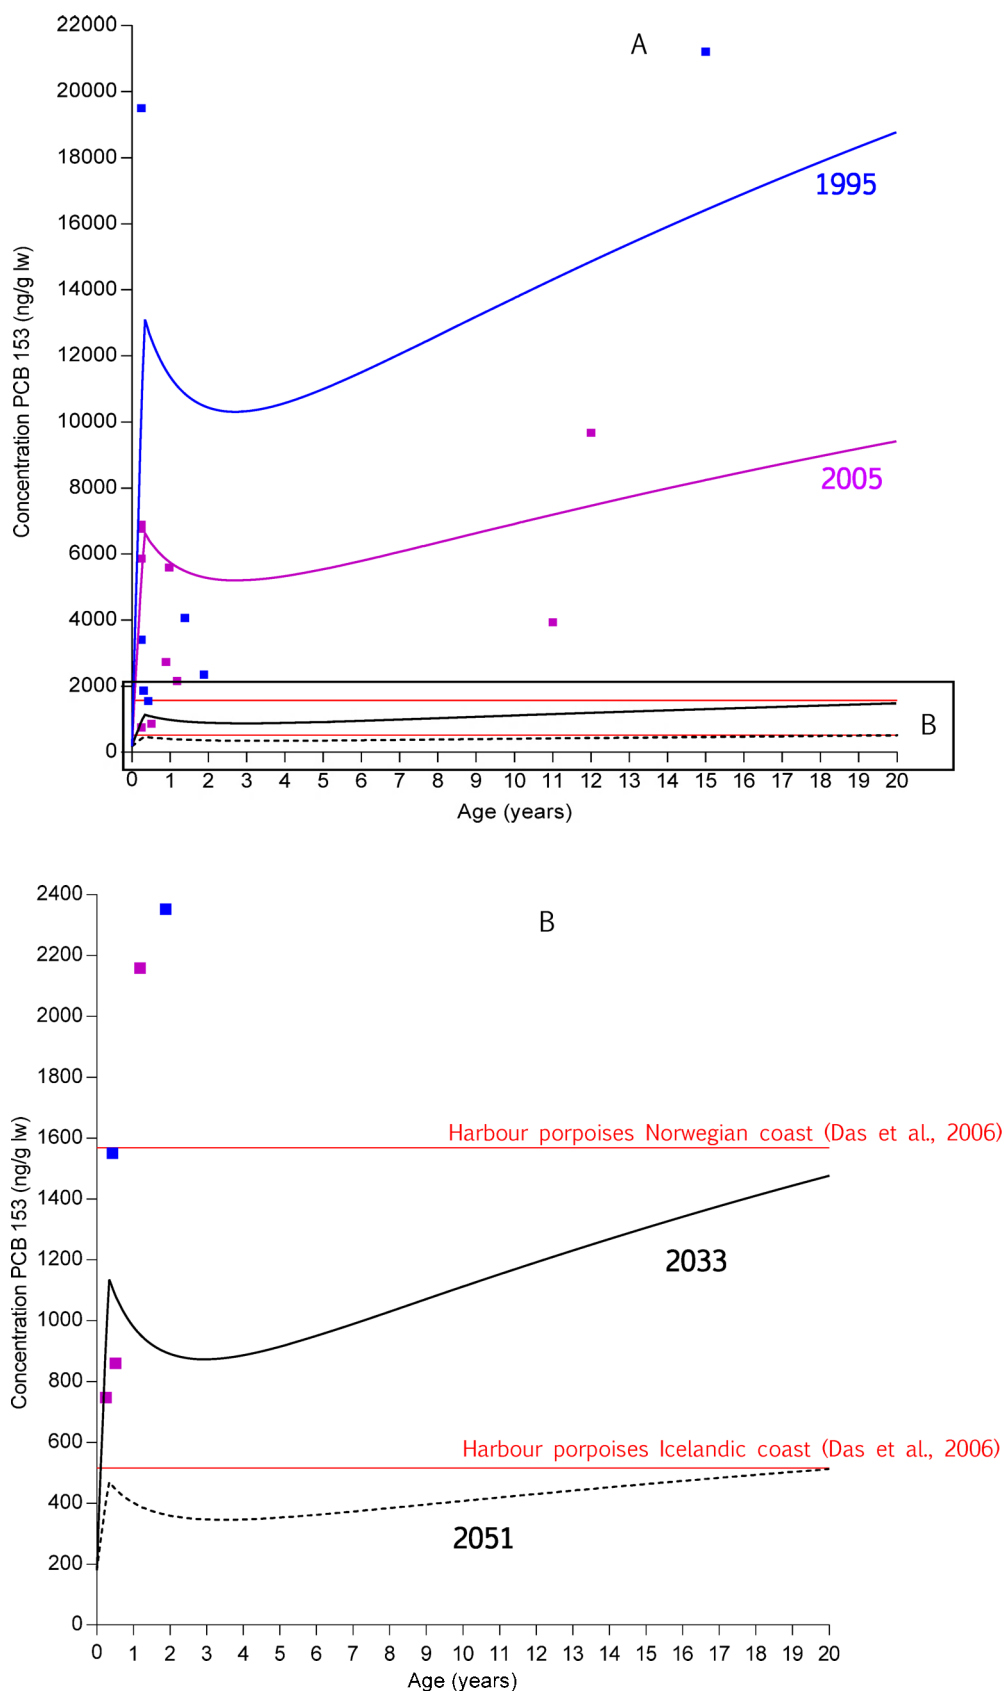 A
22000
20000
18000
16000
14000
12000
10000
8000
6000
4000
2000
0
Concentration PCB 153 (ng/g lw)
1995
2005
B
0 1 2 3 4 5 6 7 8 9 10 11 12 13 14 15 16 17 18 19 20
Age (years)
B
2400
2200
2000
1800
1600
1400
1200
1000
800
600
400
200
0
Concentration PCB 153 (ng/g lw)
Harbour porpoises Norwegian coast (Das et al., 2006)
2033
Harbour porpoises Icelandic coast (Das et al., 2006)
2051
0 1 2 3 4 5 6 7 8 9 10 11 12 13 14 15 16 17 18 19 20
Age (years)